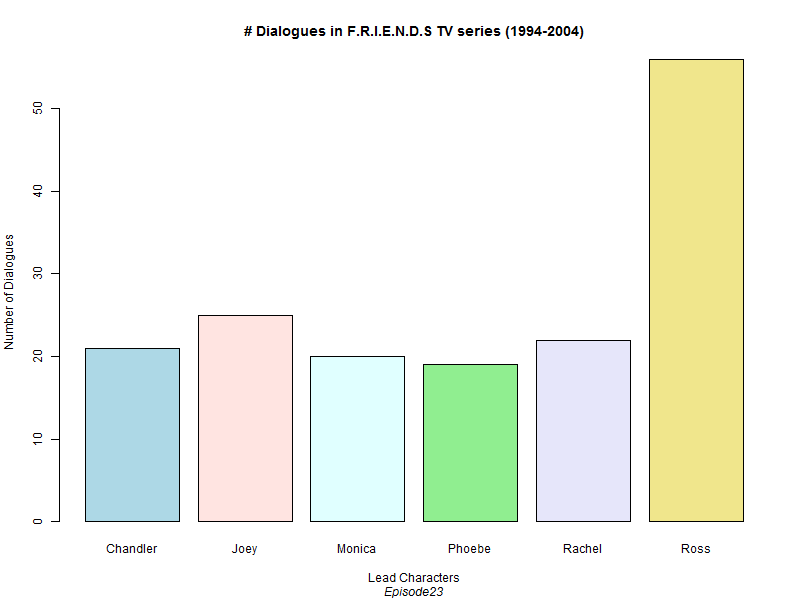 # Dialogues in F.R.I.E.N.D.S TV series (1994-2004)
Number of Dialogues
50
40
30
20
10
0
Chandler Joey Monica Phoebe Rachel Ross
Lead Characters
Episode23